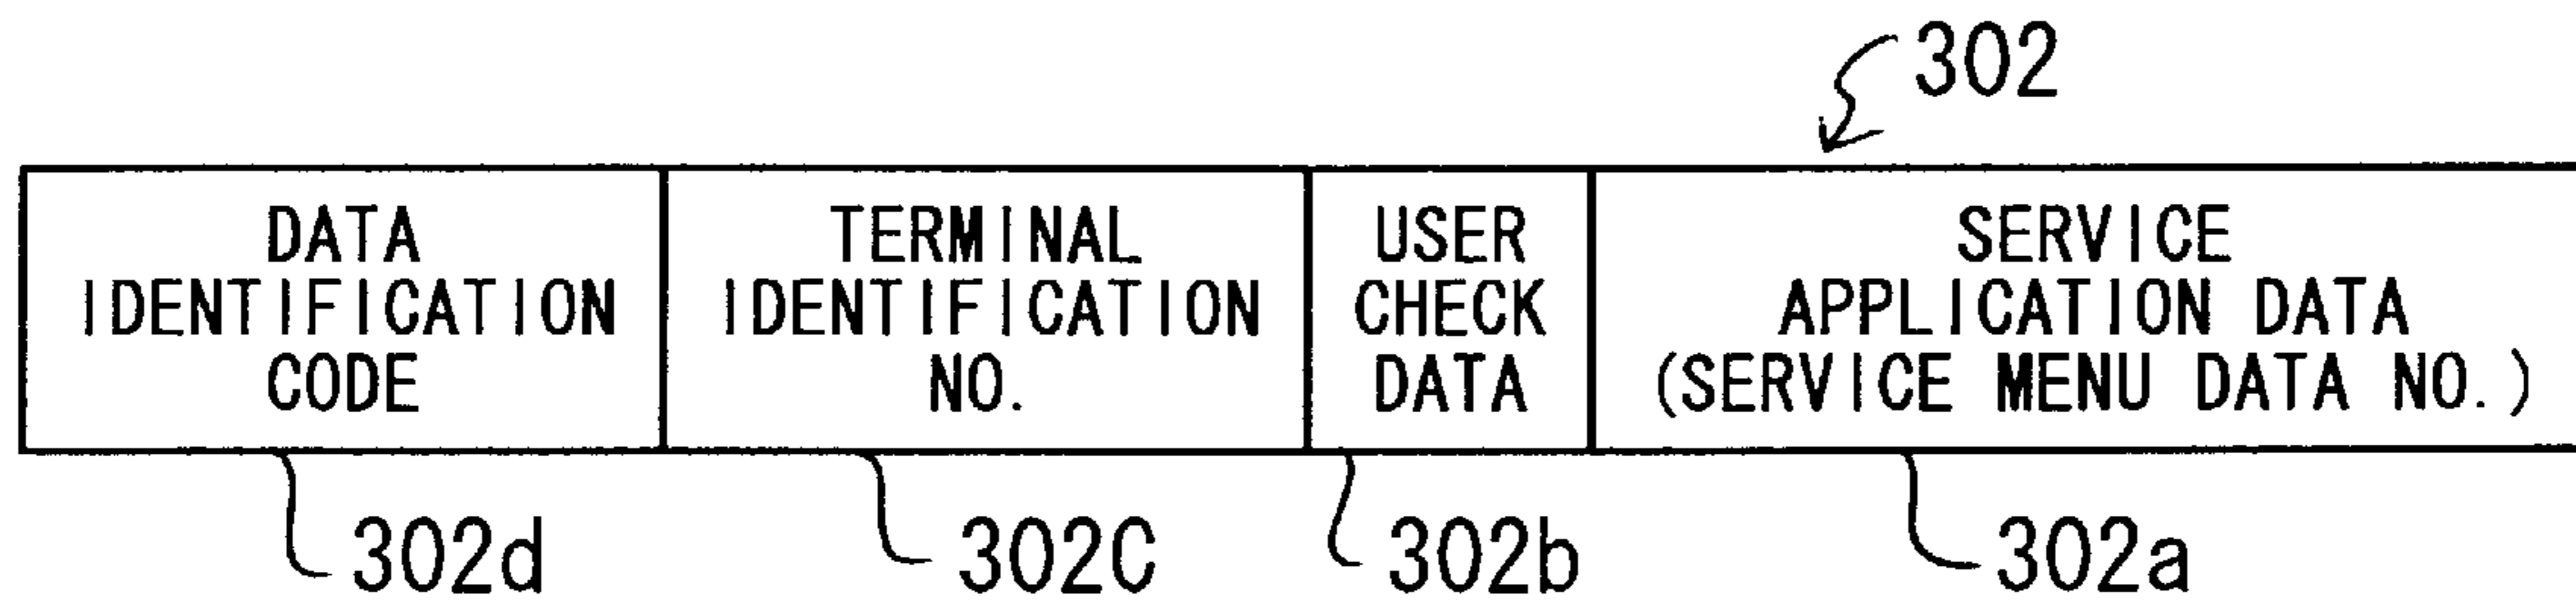 302
DATA
IDENTIFICATION
CODE
TERMINAL
IDENTIFICATION
NO.
USER
CHECK
DATA
SERVICE
APPLICATION DATA
(SERVICE MENU DATA NO.)
302d
302C
302b
302a